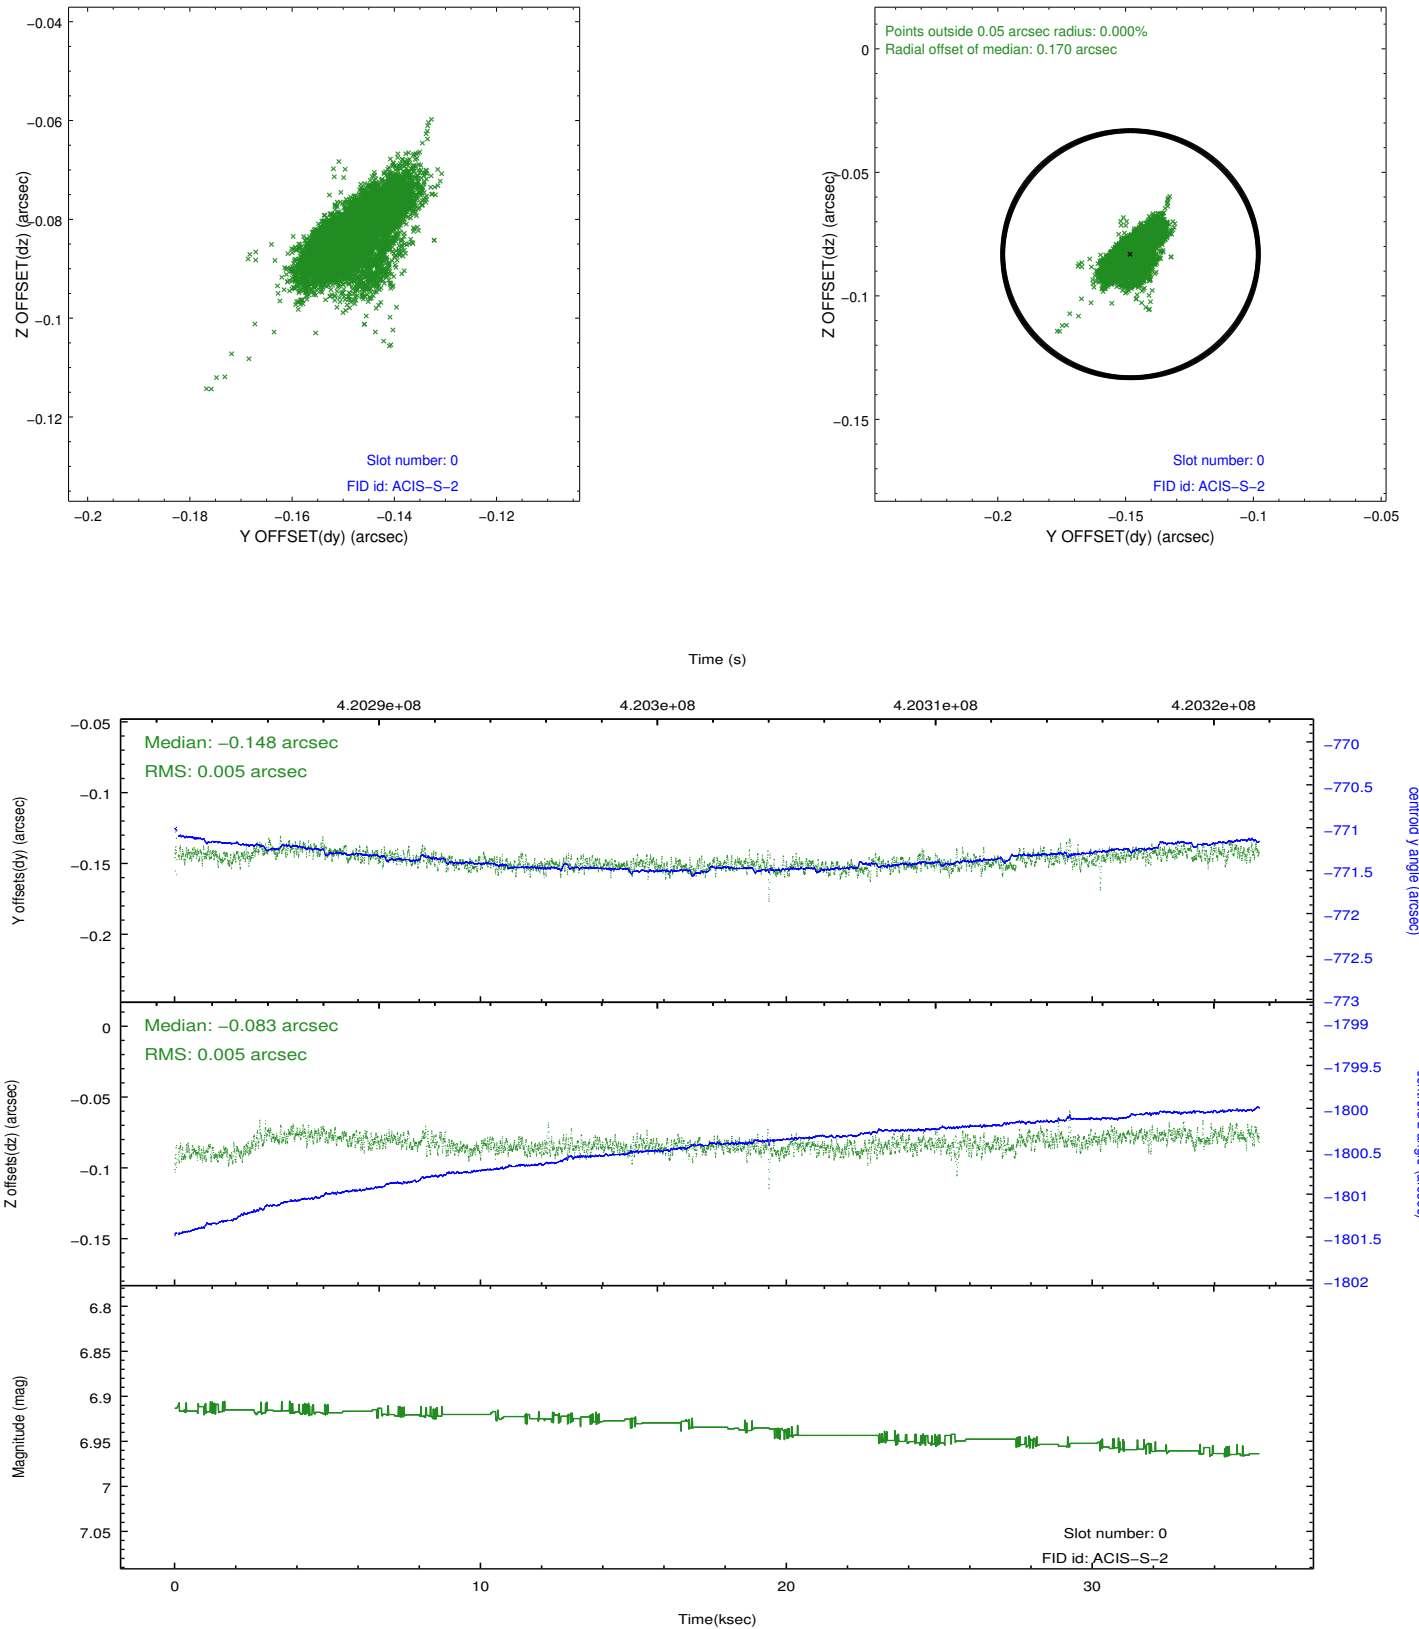 −0.04
−0.06
−0.08
−0.1
−0.12
Z OFFSET(dz) (arcsec)
Slot number: 0
FID id: ACIS−S−2
−0.2 −0.18 −0.16 −0.14 −0.12
Y OFFSET(dy) (arcsec)
Points outside 0.05 arcsec radius: 0.000%
Radial offset of median: 0.170 arcsec
0
−0.05
−0.1
−0.15
Z OFFSET(dz) (arcsec)
Slot number: 0
FID id: ACIS−S−2
−0.2 −0.15 −0.1 −0.05
Y OFFSET(dy) (arcsec)
Time (s)
4.2029e+08 4.203e+08 4.2031e+08 4.2032e+08
Median: −0.148 arcsec
RMS: 0.005 arcsec
−0.05
−0.1
−0.15
−0.2
Y offsets(dy) (arcsec)
−770
−770.5
−771
−771.5
−772
−772.5
−773
centroid y angle (arcsec)
Median: −0.083 arcsec
RMS: 0.005 arcsec
0
−0.05
−0.1
−0.15
Z offsets(dz) (arcsec)
−1799
−1799.5
−1800
−1800.5
−1801
−1801.5
−1802
6.8
6.85
6.9
6.95
7
7.05
Magnitude (mag)
Slot number: 0
FID id: ACIS−S−2
0 10 20 30
Time(ksec)